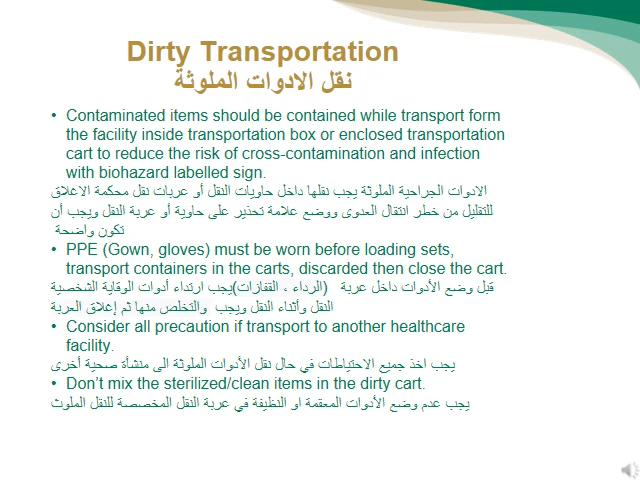 Dirty Transportation
نقل الادوات الملوثة
• Contaminated items should be contained while transport form
the facility inside transportation box or enclosed transportation
cart to reduce the risk of cross-contamination and infection
with biohazard labelled sign.
الادوات الجراحية الملوثة يجب نقلها داخل حاويات النقل أو عربات نقل محكمة الاغلاق
للتقليل من خطر انتقال العدوى ووضع علامة تحذير على حاوية أو عربة النقل ويجب أن
تكون واضحة
• PPE (Gown, gloves) must be worn before loading sets,
transport containers in the carts, discarded then close the cart.
قبل وضع الأدوات داخل عربة (الرداء ، القفازات)يجب ارتداء أدوات الوقاية الشخصية
النقل وأثناء النقل ويجب والتخلص منها ثم إغلاق العربة
• Consider all precaution if transport to another healthcare
facility.
يجب اخذ جميع الاحتياطات في حال نقل الأدوات الملوثة الى منشأة صحية أخرى
• Don’t mix the sterilized/clean items in the dirty cart.
يجب عدم وضع الأدوات المعقمة او النظيفة في عربة النقل المخصصة للنقل الملوث